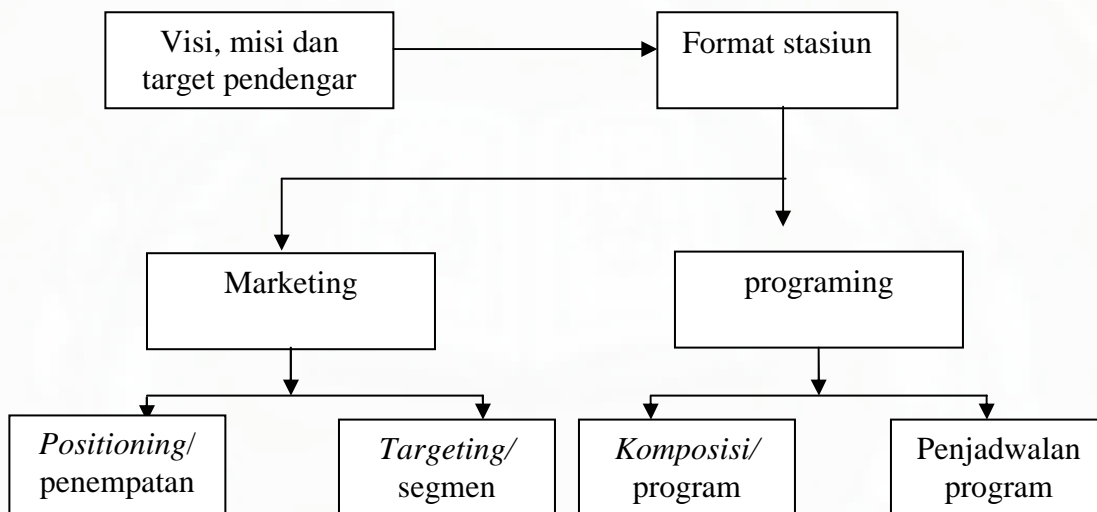 Visi, misi dan
target pendengar
Format stasiun
Marketing
programing
Positioning/
penempatan
Targeting/
segmen
Komposisi/
program
Penjadwalan
program